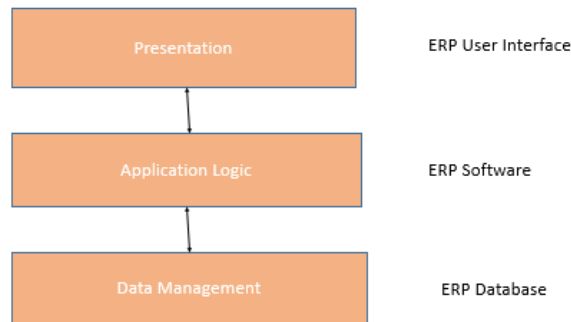 Presentation
ERP User Interface
Application Logic
ERP Software
Data Management
ERP Database